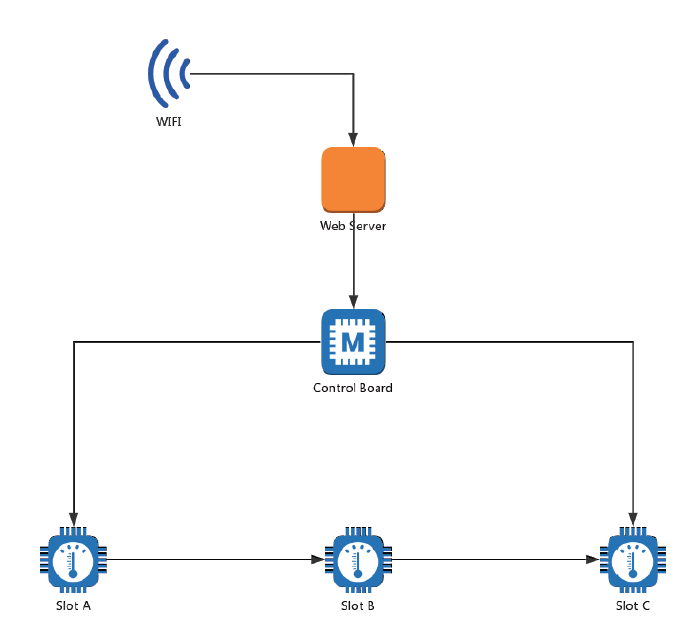 WIFI
Web Server
M
Control Board
Slot A
Slot B
Slot C